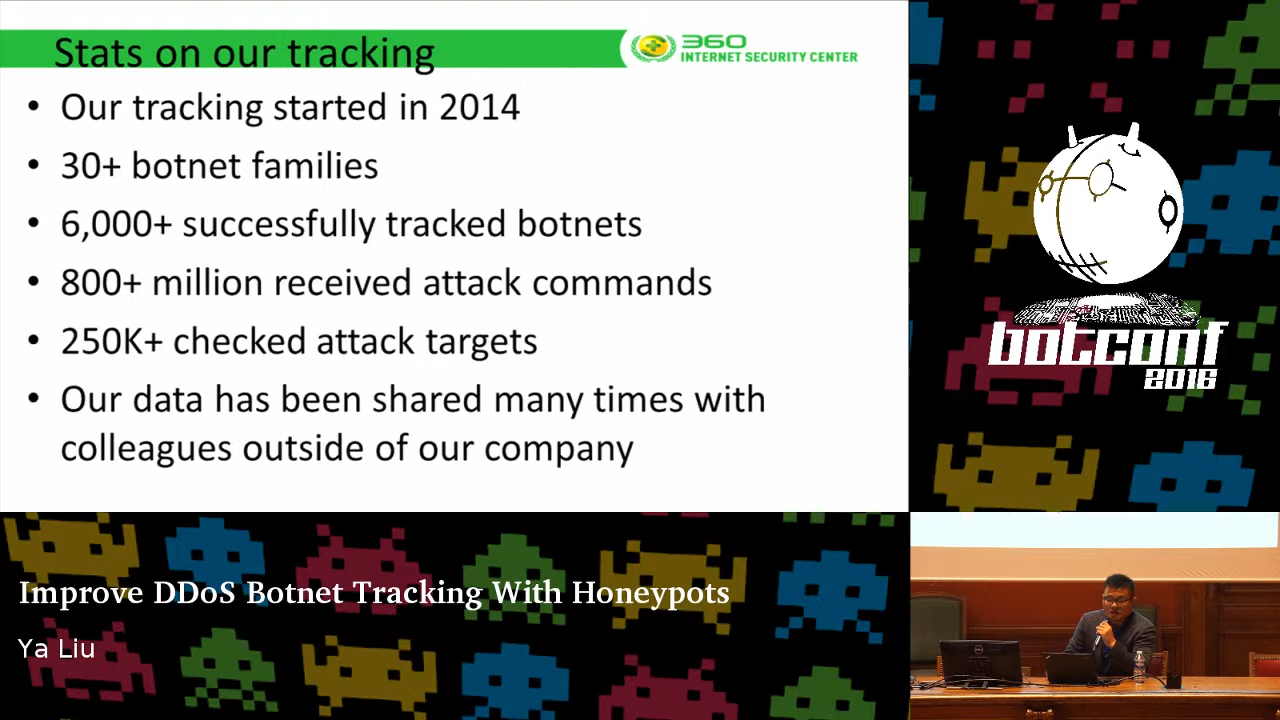 Stats on our tracking
360
INTERNET SECURITY CENTER
• Our tracking started in 2014
• 30+ botnet families
• 6,000+ successfully tracked botnets
• 800+ million received attack commands
• 250K+ checked attack targets
• Our data has been shared many times with
colleagues outside of our company
botconf
2016
Improve DDoS Botnet Tracking With Honeypots
Ya Liu